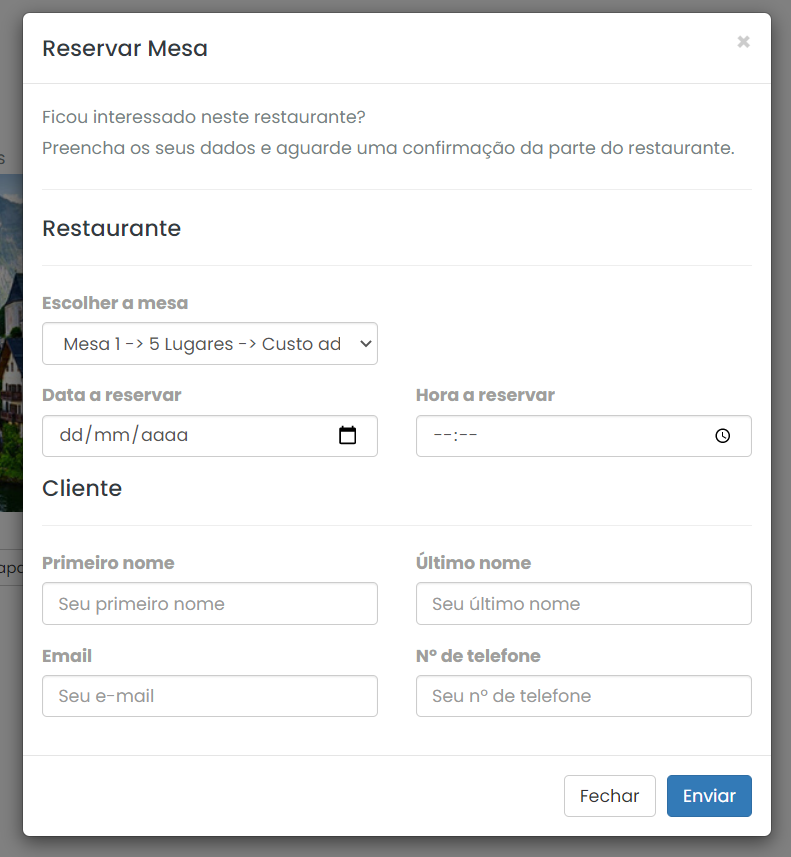 Reservar Mesa
×
Ficou interessado neste restaurante?
Preencha os seus dados e aguarde uma confirmação da parte do restaurante.
Restaurante
Escolher a mesa
Mesa 1 -> 5 Lugares -> Custo ad
Data a reservar
Hora a reservar
dd/mm/aaaa
--:--
Cliente
Primeiro nome
Último nome
Seu primeiro nome
Seu último nome
Email
Nº de telefone
Seu e-mail
Seu nº de telefone
Fechar
Enviar